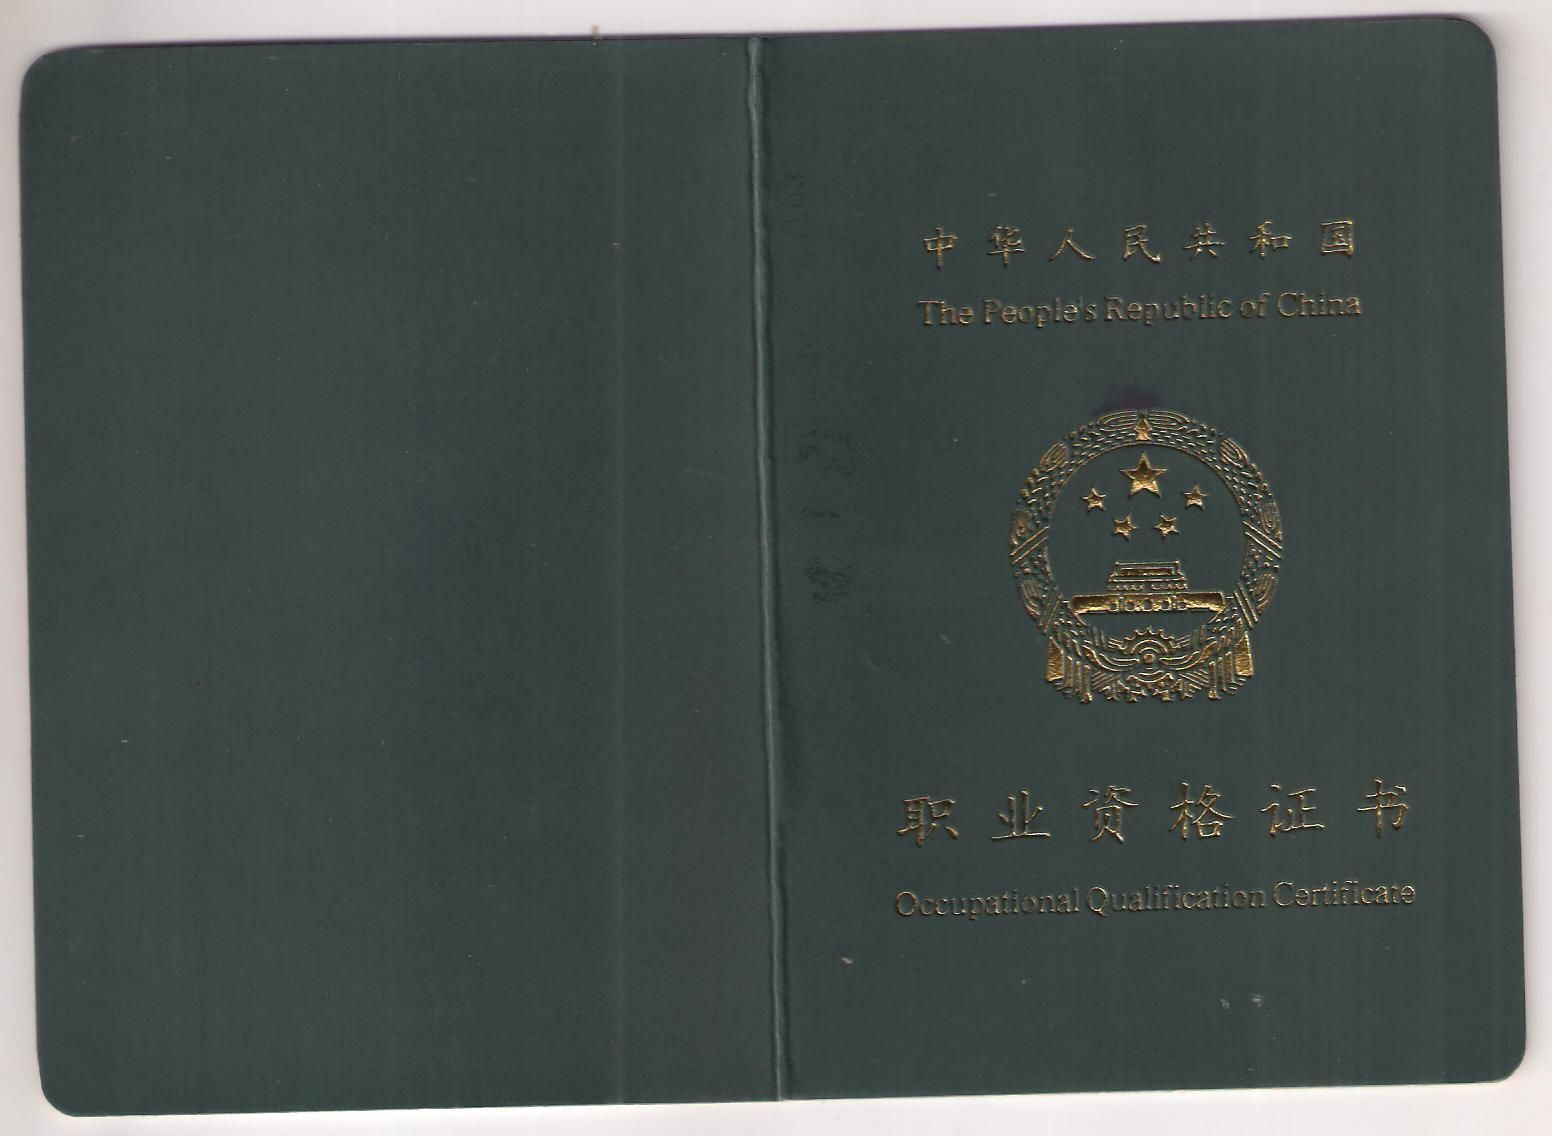 中华人民共和国
The People's Republic of China
职业资格证书
Occupational Qualification Certificate